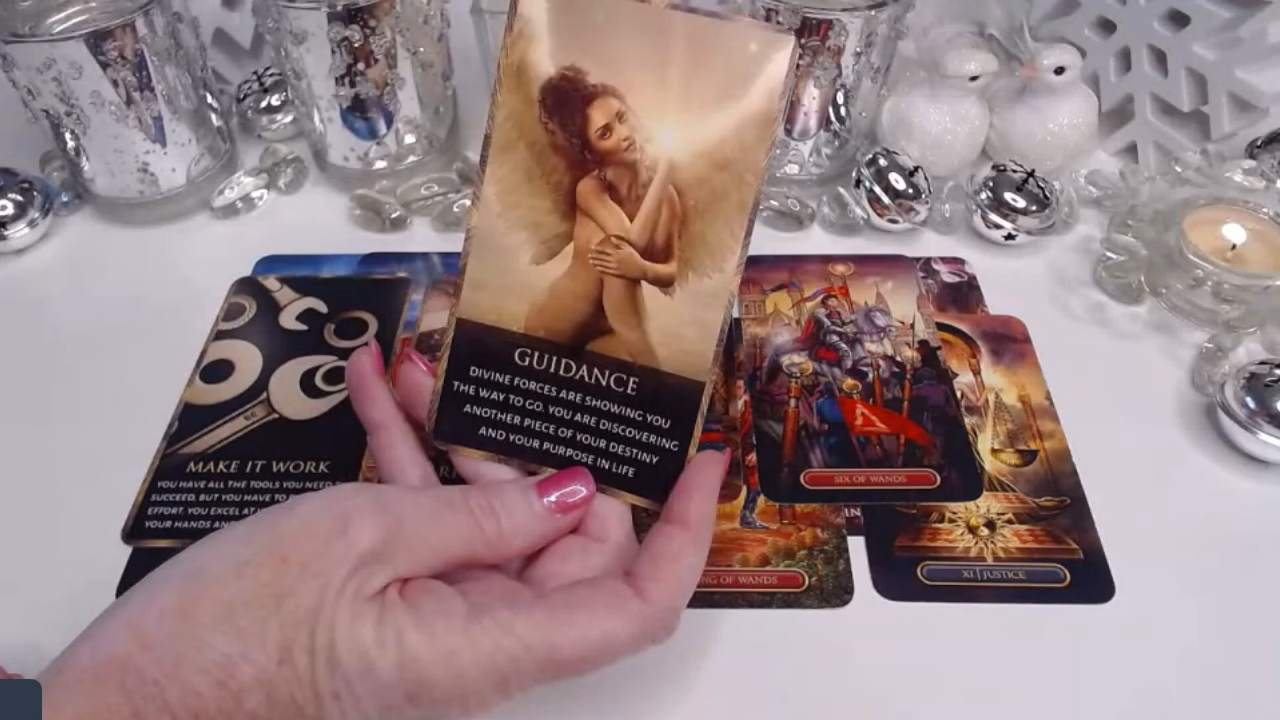 GUIDANCE
DIVINE FORCES ARE SHOWING YOU
THE WAY TO GO. YOU ARE DISCOVERING
ANOTHER PIECE OF YOUR DESTINY
AND YOUR PURPOSE IN LIFE
MAKE IT WORK
YOU HAVE ALL THE TOOLS YOU NEED
SUCCEED, BUT YOU HAVE TO
EFFORT. YOU EXCEL AT
YOUR HANDS
SIX OF WANDS
OF WANDS
XI JUSTICE